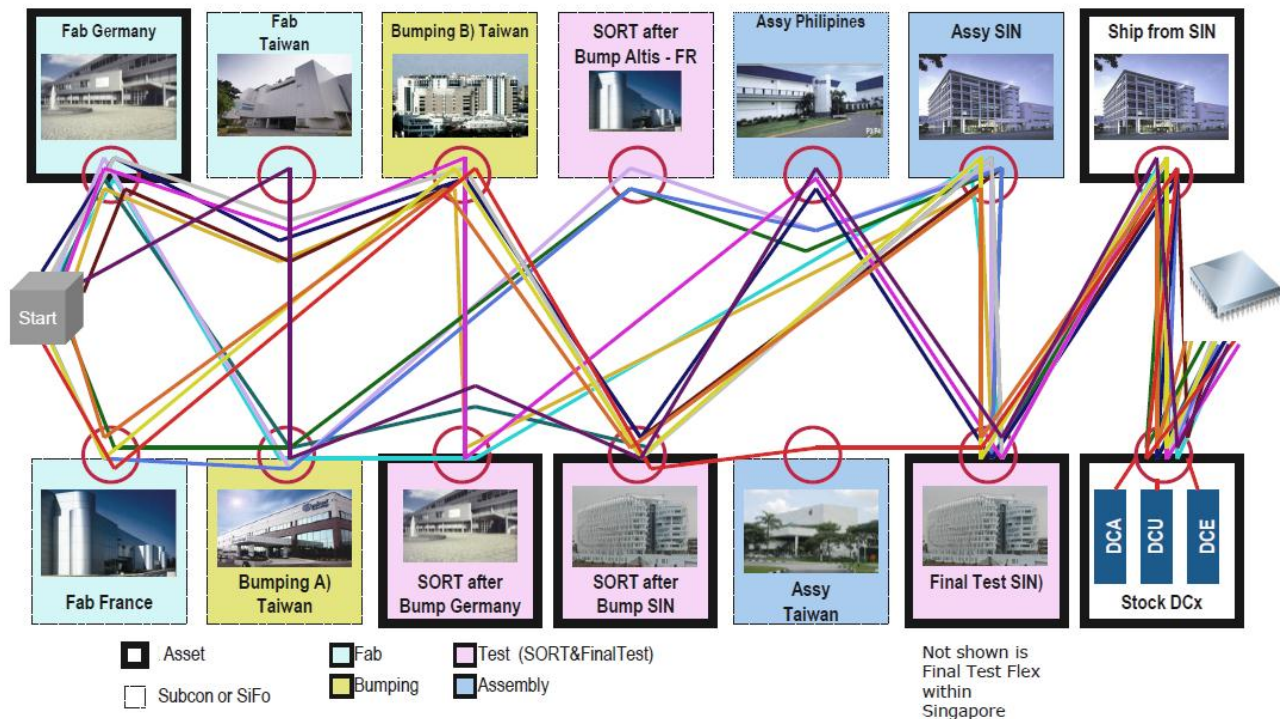 Fab Germany
Fab
Taiwan
Bumping B) Taiwan
SORT after
Bump Altis - FR
Assy Philipines
Assy SIN
Ship from SIN
P3/P4
Start
Fab France
Bumping A)
Taiwan
SORT after
Bump Germany
SORT after
Bump SIN
Assy
Taiwan
Final Test SIN)
DCA
DCU
DCE
Stock DCx
Asset
Subcon or SiFo
Fab
Bumping
Test (SORT&FinalTest)
Assembly
Not shown is
Final Test Flex
within
Singapore